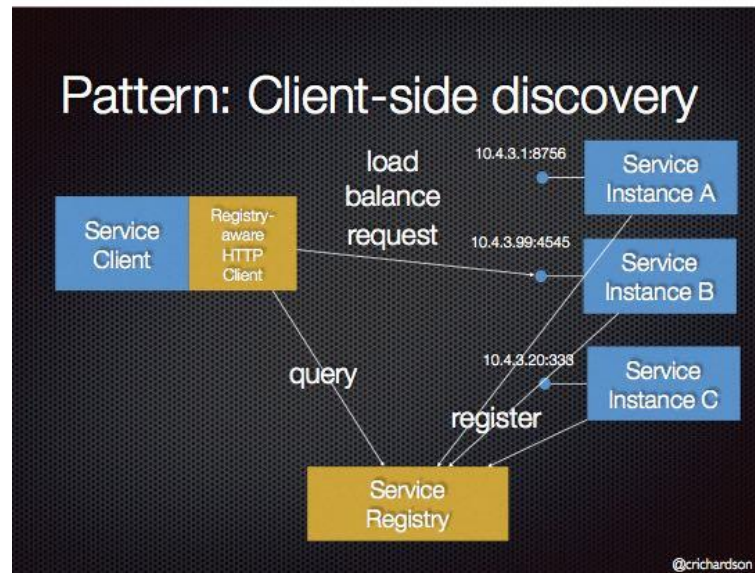 Pattern: Client-side discovery
10.4.3.1:8756
Service
Instance A
load
balance
request
Service
Client
Registry-
aware
HTTP
Client
10.4.3.99:4545
Service
Instance B
10.4.3.20:333
Service
Instance C
query
register
Service
Registry
@crichardson